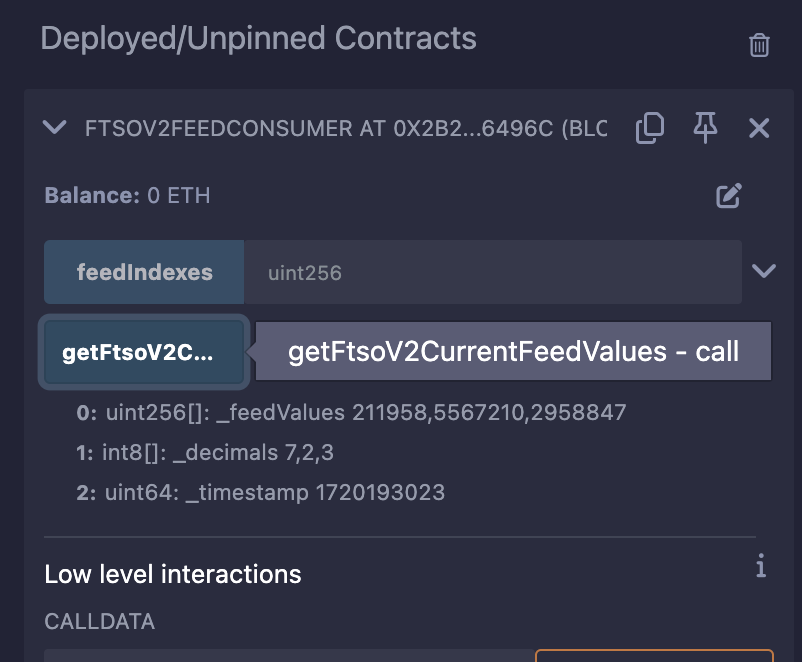 Deployed/Unpinned Contracts
FTSOV2FEEDCONSUMER AT 0X2B2...6496C (BLC
Balance: 0 ETH
feedIndexes uint256
getFtsoV2C... getFtsoV2CurrentFeedValues - call
0: uint256[]: _feedValues 211958,5567210,2958847
1: int8[]: _decimals 7,2,3
2: uint64: _timestamp 1720193023
Low level interactions
CALLDATA